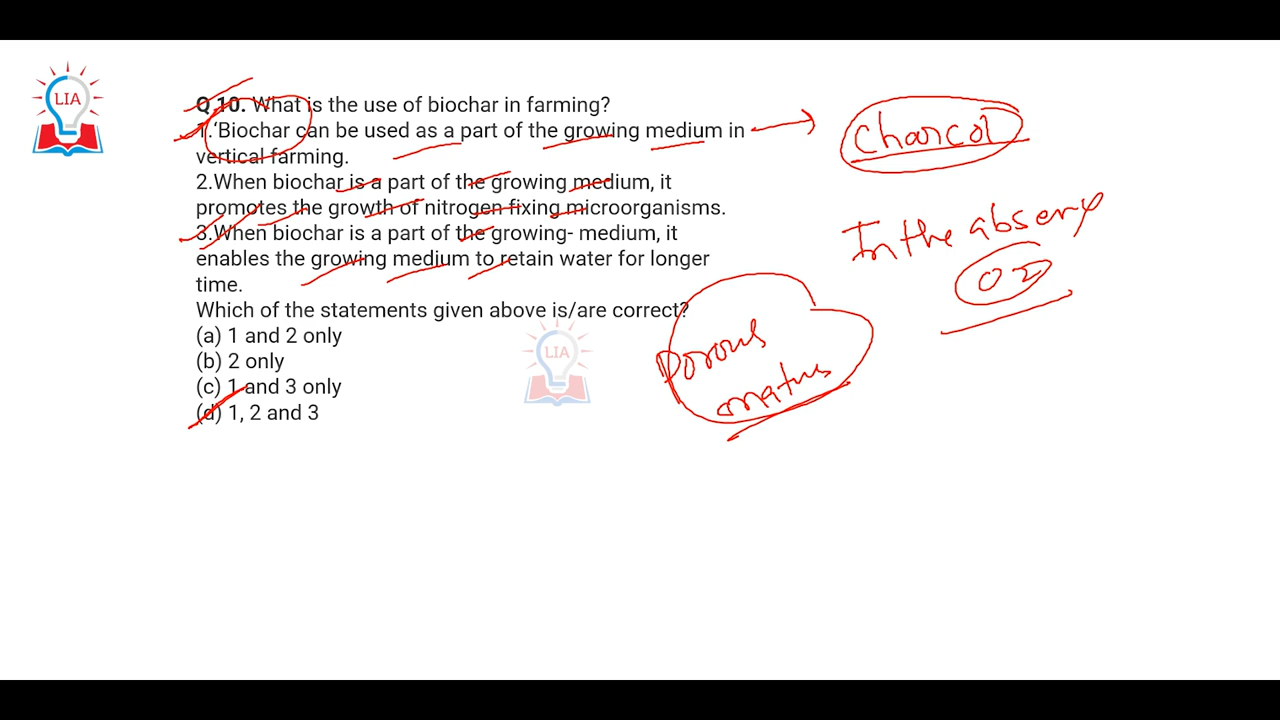 LIA
Q.10. What is the use of biochar in farming?
1.‘Biochar can be used as a part of the growing medium in
vertical farming.
2.When biochar is a part of the growing medium, it
promotes the growth of nitrogen fixing microorganisms.
3.When biochar is a part of the growing- medium, it
enables the growing medium to retain water for longer
time.
Which of the statements given above is/are correct?
(a) 1 and 2 only
(b) 2 only
(c) 1 and 3 only
(d) 1, 2 and 3
Charcol
In the
O2
Porous
LIA